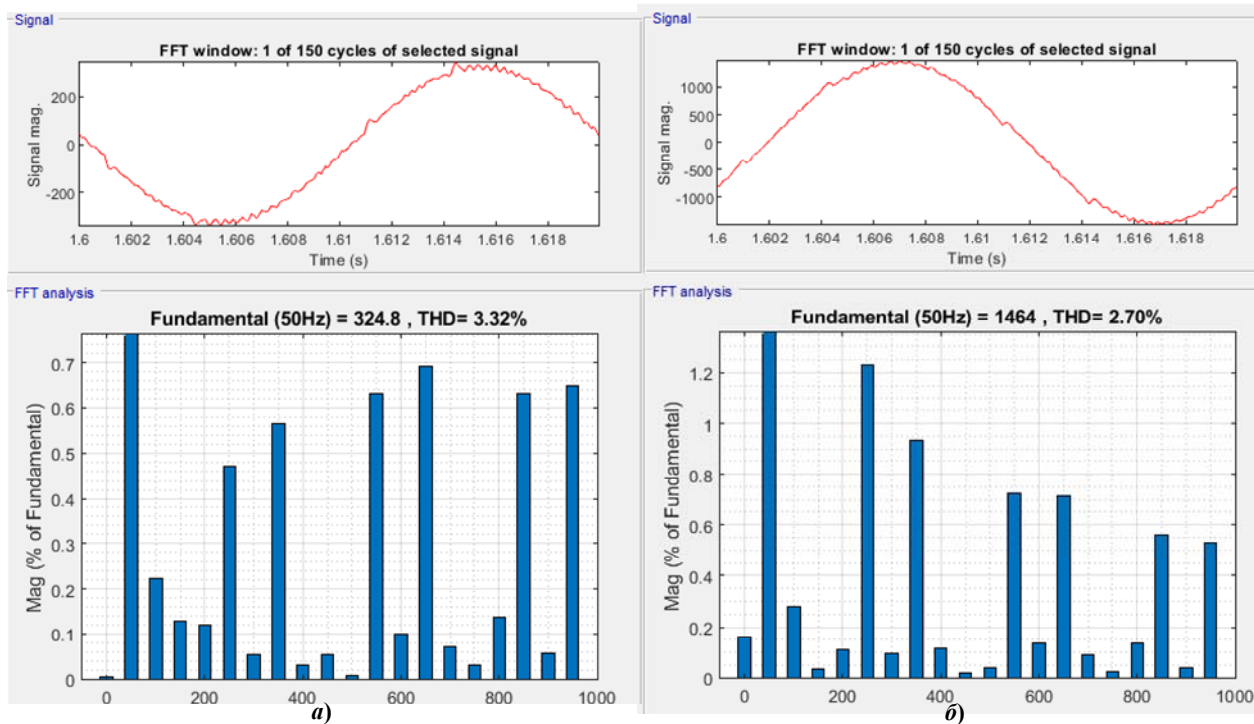 Signal
FFT window: 1 of 150 cycles of selected signal
Signal mag.
200
0
-200
1.6 1.602 1.604 1.606 1.608 1.61 1.612 1.614 1.616 1.618
Time (s)
FFT analysis
Fundamental (50Hz) = 324.8 , THD= 3.32%
Mag (% of Fundamental)
0.7
0.6
0.5
0.4
0.3
0.2
0.1
0
0 200 400 600 800 1000
а)
Signal
FFT window: 1 of 150 cycles of selected signal
Signal mag.
1000
500
0
-500
-1000
1.6 1.602 1.604 1.606 1.608 1.61 1.612 1.614 1.616 1.618
Time (s)
FFT analysis
Fundamental (50Hz) = 1464 , THD= 2.70%
Mag (% of Fundamental)
1.2
1
0.8
0.6
0.4
0.2
0
0 200 400 600 800 1000
б)